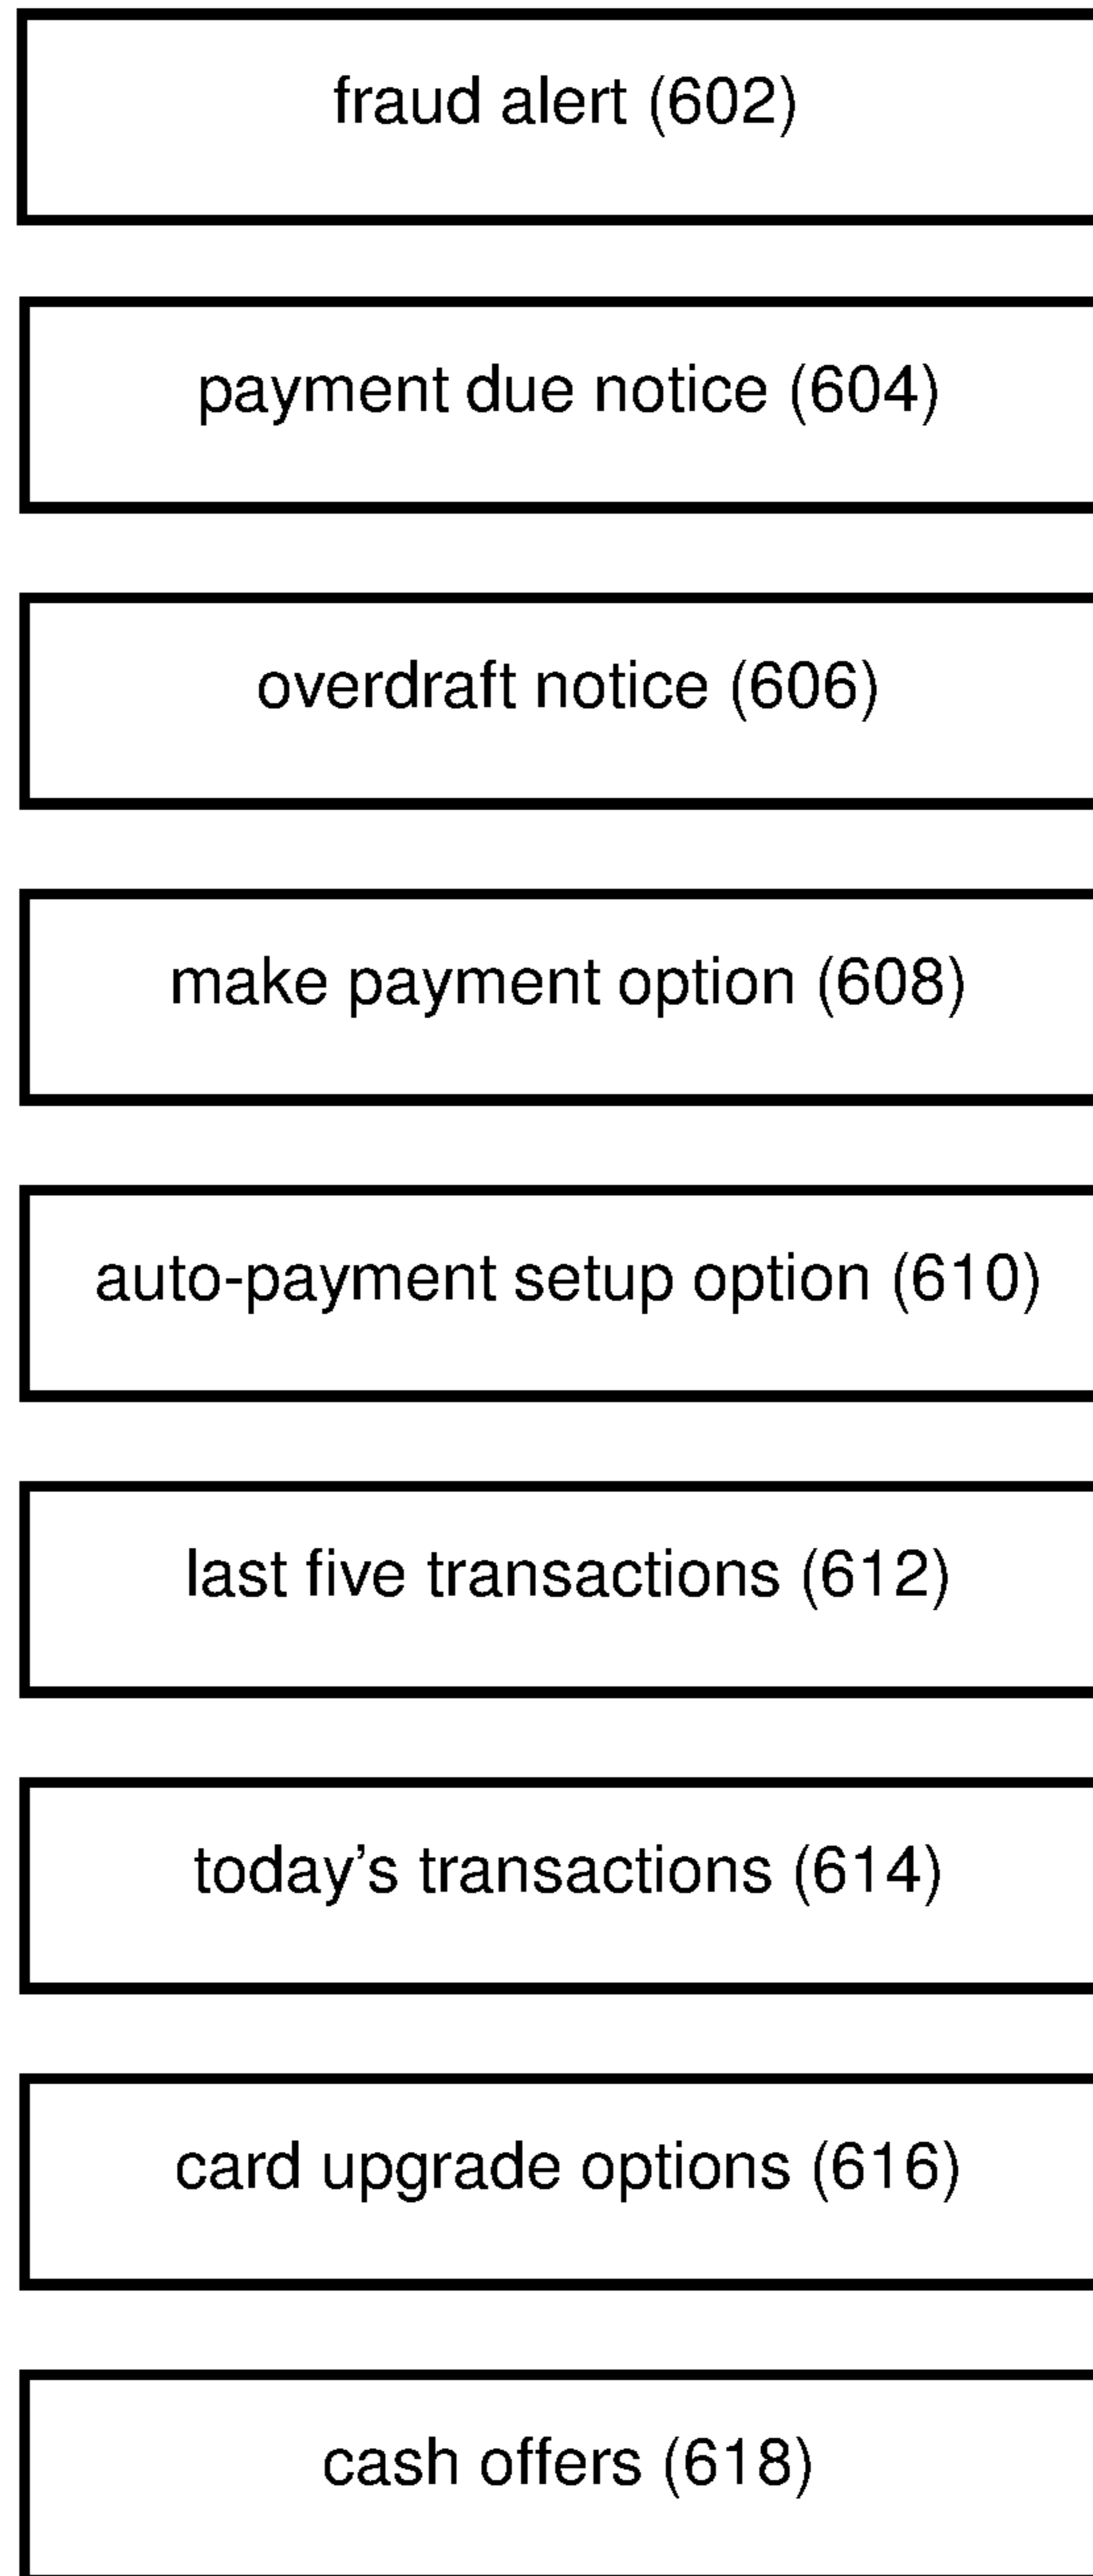 fraud alert (602)
payment due notice (604)
overdraft notice (606)
make payment option (608)
auto-payment setup option (610)
last five transactions (612)
today’s transactions (614)
card upgrade options (616)
cash offers (618)